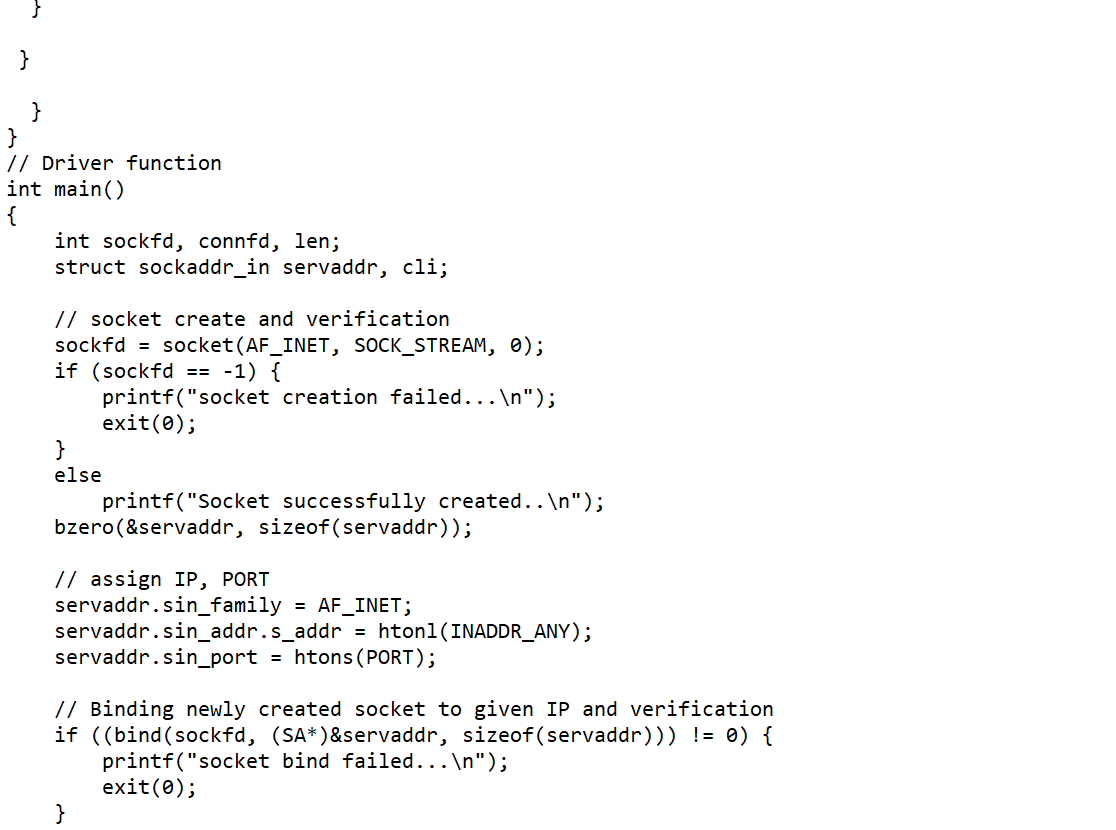 }
}
}
}
// Driver function
int main()
{
    int sockfd, connfd, len;
    struct sockaddr_in servaddr, cli;
    // socket create and verification
    sockfd = socket(AF_INET, SOCK_STREAM, 0);
    if (sockfd == -1) {
        printf("socket creation failed...\n");
        exit(0);
    }
    else
        printf("Socket successfully created..\n");
    bzero(&servaddr, sizeof(servaddr));
    // assign IP, PORT
    servaddr.sin_family = AF_INET;
    servaddr.sin_addr.s_addr = htonl(INADDR_ANY);
    servaddr.sin_port = htons(PORT);
    // Binding newly created socket to given IP and verification
    if ((bind(sockfd, (SA*)&servaddr, sizeof(servaddr))) != 0) {
        printf("socket bind failed...\n");
        exit(0);
    }